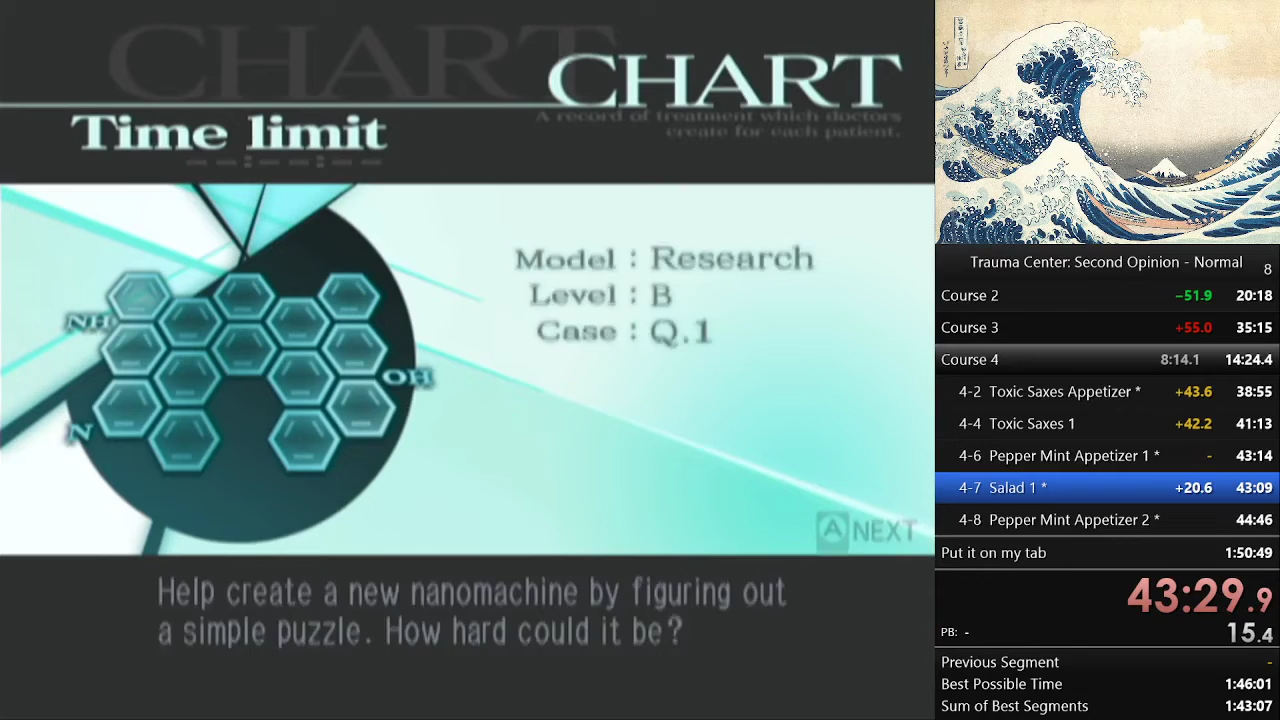 CHART
CHART
A record of treatment which doctors
create for each patient.
Time limit
-- : -- : --
Model : Research
Level : B
Case : Q.1
NH
OH
N
A NEXT
Help create a new nanomachine by figuring out
a simple puzzle. How hard could it be?
Trauma Center: Second Opinion - Normal 8
Course 2 −51.9 20:18
Course 3 +55.0 35:15
Course 4 8:14.1 14:24.4
4-2 Toxic Saxes Appetizer * +43.6 38:55
4-4 Toxic Saxes 1 +42.2 41:13
4-6 Pepper Mint Appetizer 1 * - 43:14
4-7 Salad 1 * +20.6 43:09
4-8 Pepper Mint Appetizer 2 * 44:46
Put it on my tab 1:50:49
43:29.9
PB: - 15.4
Previous Segment -
Best Possible Time 1:46:01
Sum of Best Segments 1:43:07